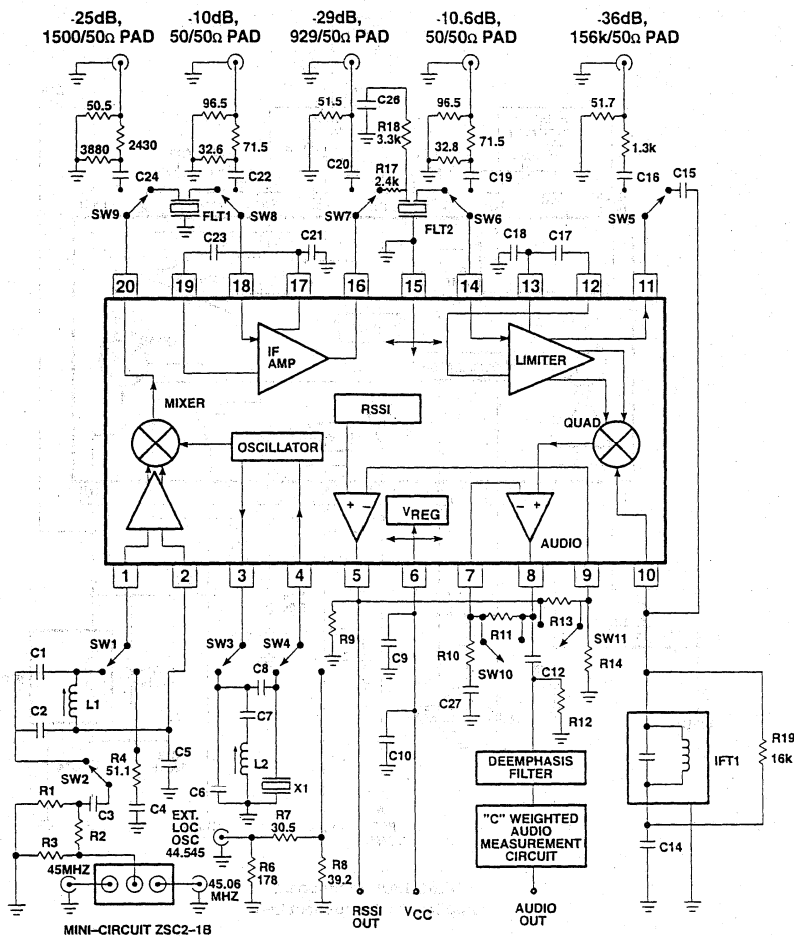 -25dB, -10dB, -29dB, -10.6dB, -36dB,
1500/50Ω PAD 50/50Ω PAD 929/50Ω PAD 50/50Ω PAD 156k/50Ω PAD
50.5 96.5 51.5 C26 96.5 51.7
R18
3.3k
3880 2430 32.6 71.5 32.8 71.5 1.3k
C24 C22 C20 R17 C19 C16 C15
2.4k
SW9 FLT1 SW8 SW7 FLT2 SW6 SW5
C23 C21 C18 C17
20 19 18 17 16 15 14 13 12 11
IF
AMP
LIMITER
MIXER
RSSI
QUAD
OSCILLATOR
+ − − +
VREG
AUDIO
1 2 3 4 5 6 7 8 9 10
SW1 SW3 SW4 R9 R11 R13 SW11
C1 C8 C9 R10 SW10 C12 R14
L1 C7 C27 R12
C2 C5 L2 C10
SW2 R4 C6 X1 IFT1 R19
51.1 16k
R1 C3 C4
R2
EXT.
LOC
OSC
44.545
R7
30.5
DEEMPHASIS
FILTER
"C" WEIGHTED
AUDIO
MEASUREMENT
CIRCUIT
C14
R3 R6 R8
178 39.2
45MHZ 45.06
MHZ
RSSI
OUT
VCC
AUDIO
OUT
MINI–CIRCUIT ZSC2–1B